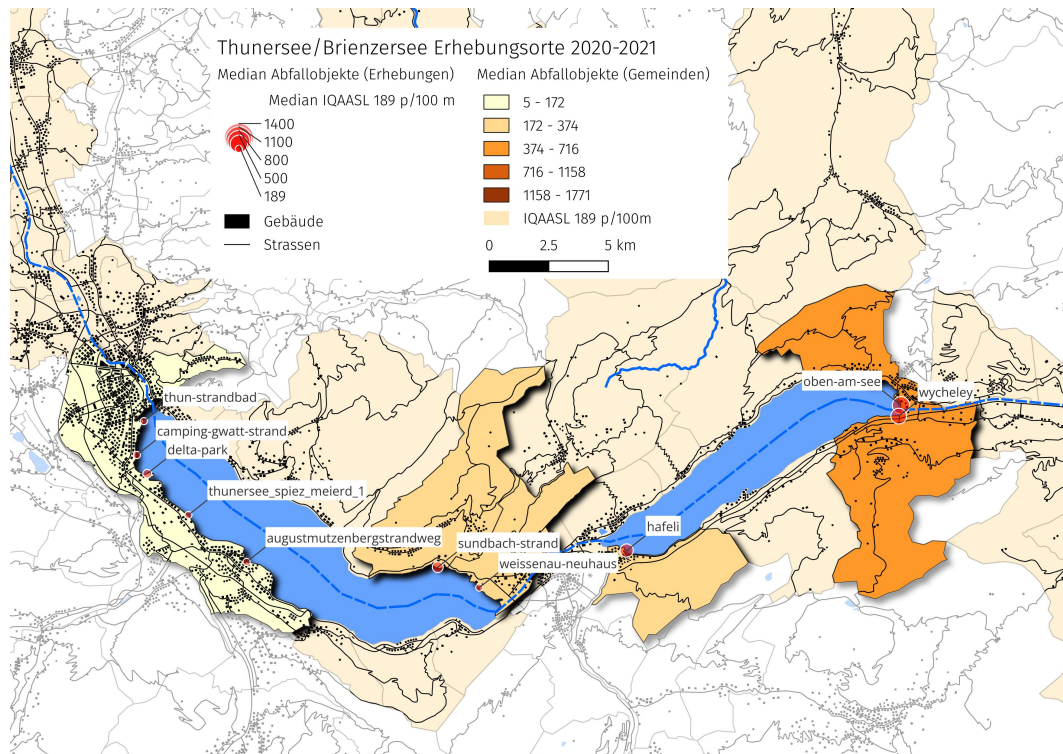 Thunersee/Brienzersee Erhebungsorte 2020-2021
Median Abfallobjekte (Erhebungen)
Median IQAASL 189 p/100 m
1400
1100
800
500
189
Gebäude
Strassen
Median Abfallobjekte (Gemeinden)
5 - 172
172 - 374
374 - 716
716 - 1158
1158 - 1771
IQAASL 189 p/100m
0 2.5 5 km
oben-am-see
wycheley
thun-strandbad
camping-gwatt-strand
delta-park
thunersee_spiez_meierd_1
hafeli
augustmutzenbergstrandweg
sundbach-strand
weissenau-neuhaus